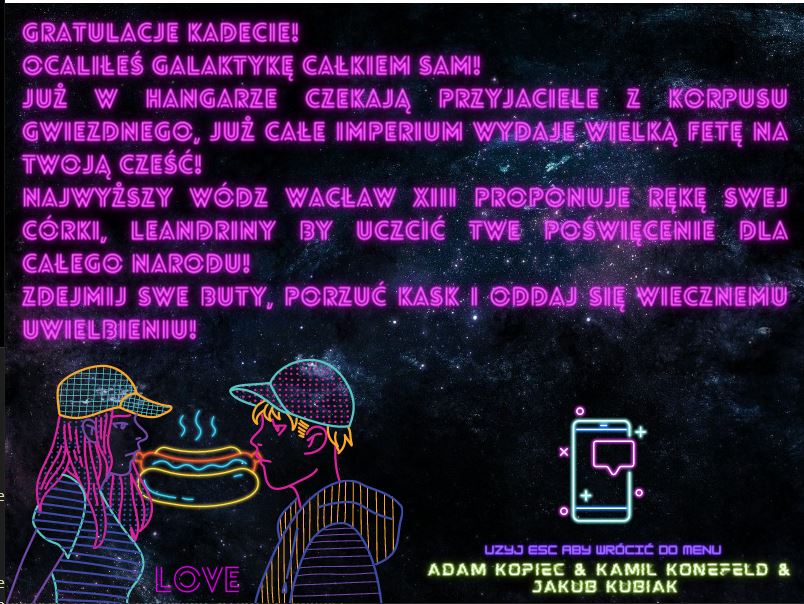 GRATULACJE KADECIE!
OCALIŁEŚ GALAKTYKĘ CAŁKIEM SAM!
JUŻ W HANGARZE CZEKAJĄ PRZYJACIELE Z KORPUSU
GWIEZDNEGO, JUŻ CAŁE IMPERIUM WYDAJE WIELKĄ FETĘ NA
TWOJĄ CZEŚĆ!
NAJWYŻSZY WÓDZ WACŁAW XIII PROPONUJE RĘKĘ SWEJ
CÓRKI, LEANDRINY BY UCZCIĆ TWE POŚWIĘCENIE DLA
CAŁEGO NARODU!
ZDEJMIJ SWE BUTY, PORZUĆ KASK I ODDAJ SIĘ WIECZNEMU
UWIELBIENIU!
LOVE
UZYJ ESC ABY WRÓCIĆ DO MENU
ADAM KOPIEC & KAMIL KONEFELD &
JAKUB KUBIAK